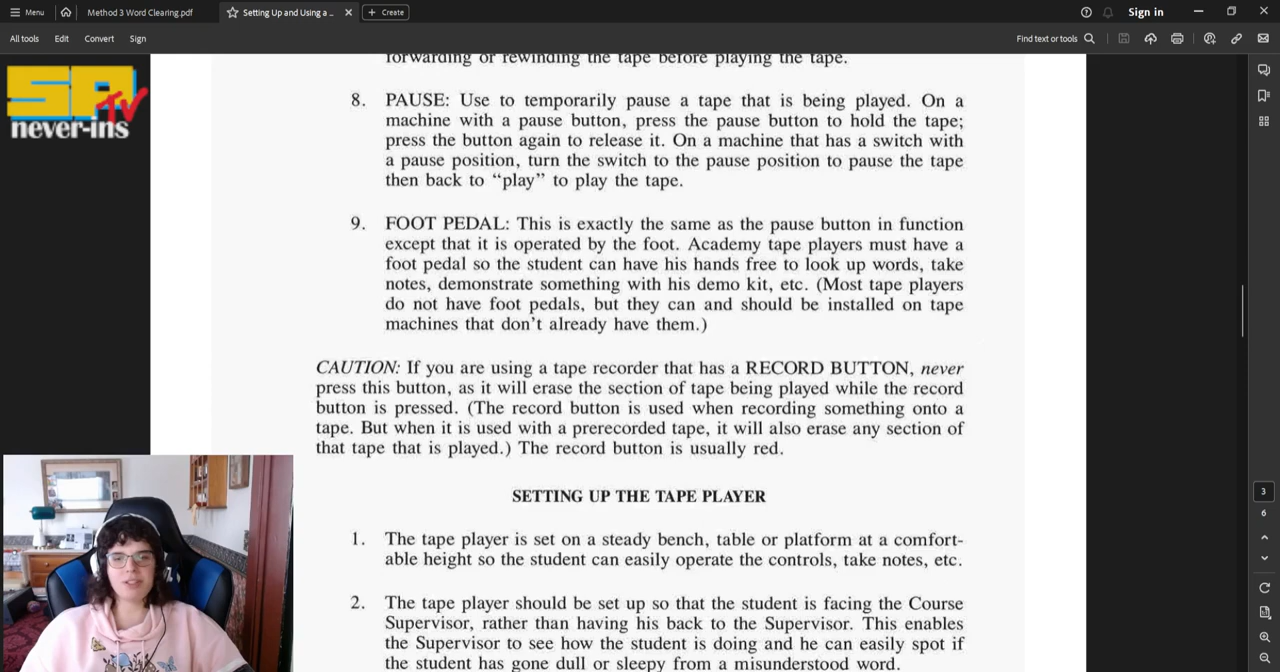 Menu
Method 3 Word Clearing.pdf
Setting Up and Using a ...
Create
Sign in
All tools
Edit
Convert
Sign
Find text or tools
SPTV
never-ins
forwarding or rewinding the tape before playing the tape.
8. PAUSE: Use to temporarily pause a tape that is being played. On a
machine with a pause button, press the pause button to hold the tape;
press the button again to release it. On a machine that has a switch with
a pause position, turn the switch to the pause position to pause the tape
then back to “play” to play the tape.
9. FOOT PEDAL: This is exactly the same as the pause button in function
except that it is operated by the foot. Academy tape players must have a
foot pedal so the student can have his hands free to look up words, take
notes, demonstrate something with his demo kit, etc. (Most tape players
do not have foot pedals, but they can and should be installed on tape
machines that don’t already have them.)
CAUTION: If you are using a tape recorder that has a RECORD BUTTON, never
press this button, as it will erase the section of tape being played while the record
button is pressed. (The record button is used when recording something onto a
tape. But when it is used with a prerecorded tape, it will also erase any section of
that tape that is played.) The record button is usually red.
SETTING UP THE TAPE PLAYER
1. The tape player is set on a steady bench, table or platform at a comfort-
able height so the student can easily operate the controls, take notes, etc.
2. The tape player should be set up so that the student is facing the Course
Supervisor, rather than having his back to the Supervisor. This enables
the Supervisor to see how the student is doing and he can easily spot if
the student has gone dull or sleepy from a misunderstood word.
3
6